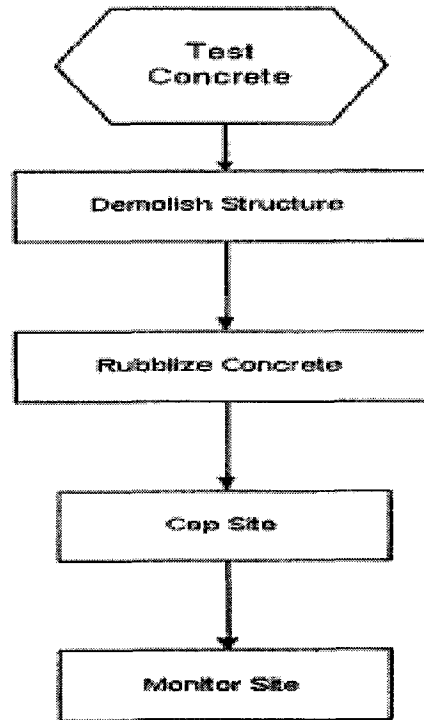 Test
Concrete
Demolish Structure
Rubblize Concrete
Cap Site
Monitor Site